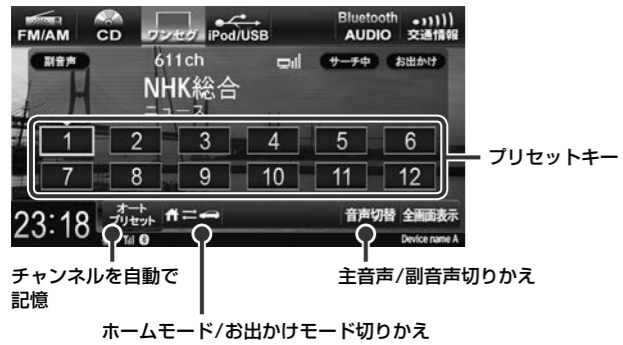 FM/AM CD ワンセグ iPod/USB Bluetooth AUDIO 交通情報
副音声 611ch サーチ中 お出かけ
NHK総合
ニュース
1 2 3 4 5 6
プリセットキー
7 8 9 10 11 12
23:18 オート プリセット 音声切替 全画面表示
Device name A
チャンネルを自動で
記憶
主音声/副音声切りかえ
ホームモード/お出かけモード切りかえ